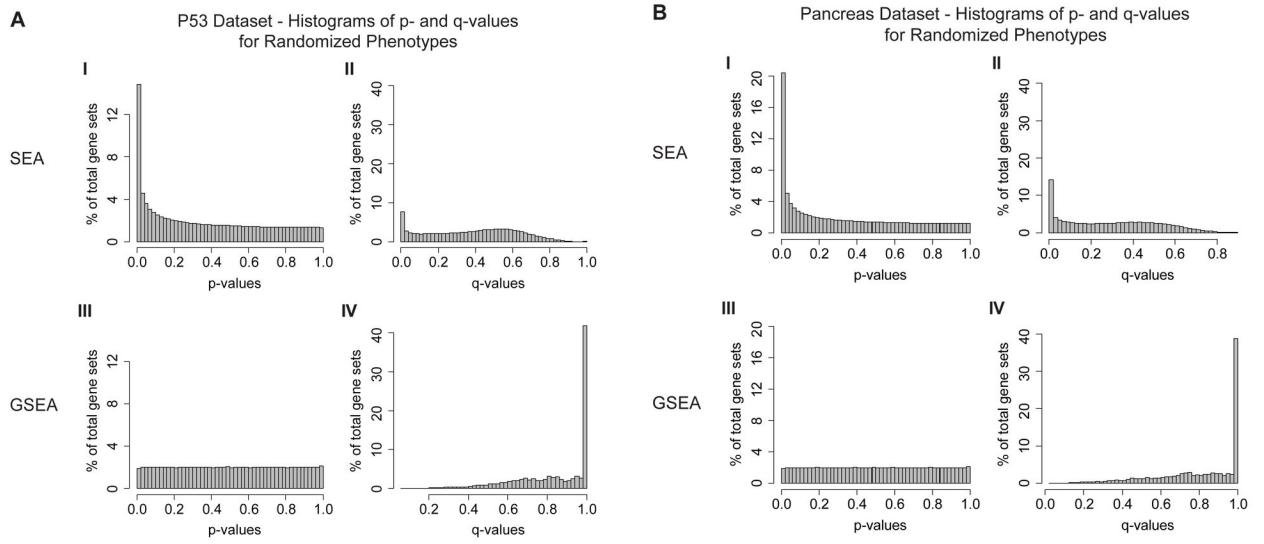 A
P53 Dataset - Histograms of p- and q-values
for Randomized Phenotypes
I
II
SEA
% of total gene sets
0 4 8 12
0.0 0.2 0.4 0.6 0.8 1.0
p-values
% of total gene sets
0 10 20 30 40
0.0 0.2 0.4 0.6 0.8 1.0
q-values
III
IV
GSEA
% of total gene sets
0 4 8 12
0.0 0.2 0.4 0.6 0.8 1.0
p-values
% of total gene sets
0 10 20 30 40
0.2 0.4 0.6 0.8 1.0
q-values
B
Pancreas Dataset - Histograms of p- and q-values
for Randomized Phenotypes
I
II
SEA
% of total gene sets
0 4 8 12 16 20
0.0 0.2 0.4 0.6 0.8 1.0
p-values
% of total gene sets
0 10 20 30 40
0.0 0.2 0.4 0.6 0.8
q-values
III
IV
GSEA
% of total gene sets
0 4 8 12 16 20
0.0 0.2 0.4 0.6 0.8 1.0
p-values
% of total gene sets
0 10 20 30 40
0.0 0.2 0.4 0.6 0.8 1.0
q-values